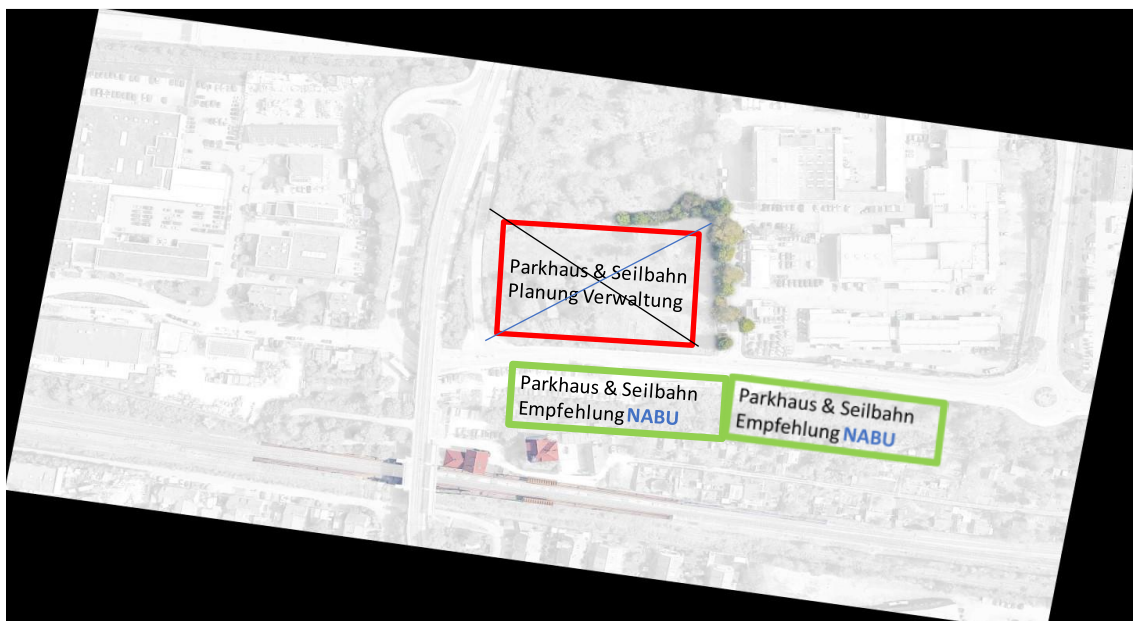 Parkhaus & Seilbahn
Planung Verwaltung
Parkhaus & Seilbahn
Empfehlung NABU
Parkhaus & Seilbahn
Empfehlung NABU